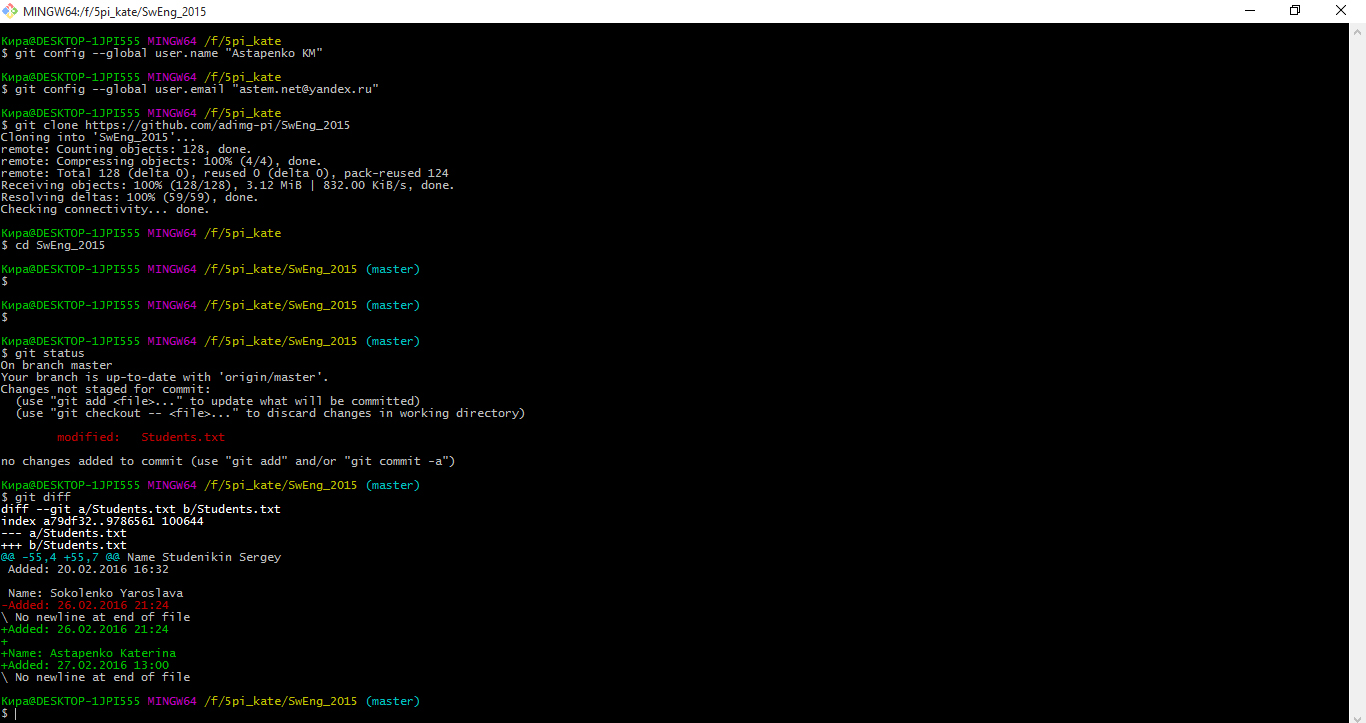 MINGW64:/f/5pi_kate/SwEng_2015
Кира@DESKTOP-1JPI555 MINGW64 /f/5pi_kate
$ git config --global user.name "Astapenko KM"
Кира@DESKTOP-1JPI555 MINGW64 /f/5pi_kate
$ git config --global user.email "astem.net@yandex.ru"
Кира@DESKTOP-1JPI555 MINGW64 /f/5pi_kate
$ git clone https://github.com/adimg-pi/SwEng_2015
Cloning into 'SwEng_2015'...
remote: Counting objects: 128, done.
remote: Compressing objects: 100% (4/4), done.
remote: Total 128 (delta 0), reused 0 (delta 0), pack-reused 124
Receiving objects: 100% (128/128), 3.12 MiB | 832.00 KiB/s, done.
Resolving deltas: 100% (59/59), done.
Checking connectivity... done.
Кира@DESKTOP-1JPI555 MINGW64 /f/5pi_kate
$ cd SwEng_2015
Кира@DESKTOP-1JPI555 MINGW64 /f/5pi_kate/SwEng_2015 (master)
$
Кира@DESKTOP-1JPI555 MINGW64 /f/5pi_kate/SwEng_2015 (master)
$
Кира@DESKTOP-1JPI555 MINGW64 /f/5pi_kate/SwEng_2015 (master)
$ git status
On branch master
Your branch is up-to-date with 'origin/master'.
Changes not staged for commit:
  (use "git add <file>..." to update what will be committed)
  (use "git checkout -- <file>..." to discard changes in working directory)
        modified:   Students.txt
no changes added to commit (use "git add" and/or "git commit -a")
Кира@DESKTOP-1JPI555 MINGW64 /f/5pi_kate/SwEng_2015 (master)
$ git diff
diff --git a/Students.txt b/Students.txt
index a79df32..9786561 100644
--- a/Students.txt
+++ b/Students.txt
@@ -55,4 +55,7 @@ Name Studenikin Sergey
 Added: 20.02.2016 16:32
 Name: Sokolenko Yaroslava
-Added: 26.02.2016 21:24
\ No newline at end of file
+Added: 26.02.2016 21:24
+
+Name: Astapenko Katerina
+Added: 27.02.2016 13:00
\ No newline at end of file
Кира@DESKTOP-1JPI555 MINGW64 /f/5pi_kate/SwEng_2015 (master)
$